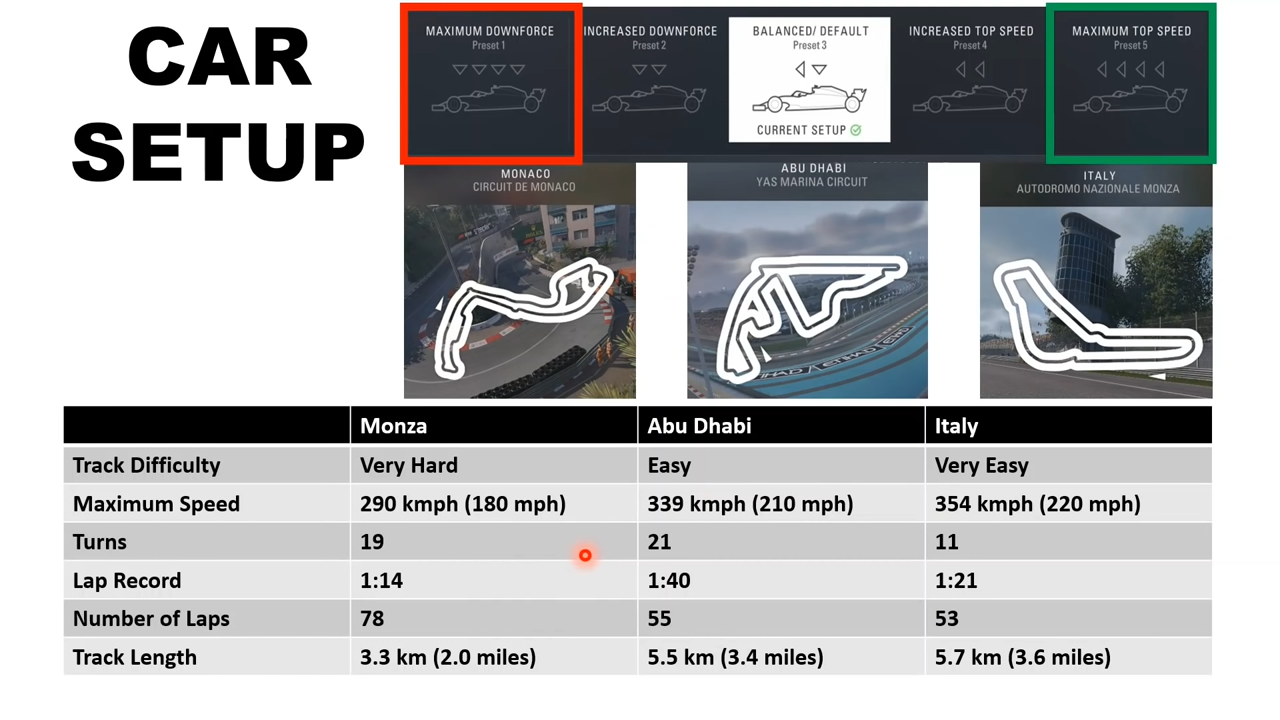 CAR
SETUP
MAXIMUM DOWNFORCE
Preset 1
INCREASED DOWNFORCE
Preset 2
BALANCED/ DEFAULT
Preset 3
CURRENT SETUP
INCREASED TOP SPEED
Preset 4
MAXIMUM TOP SPEED
Preset 5
MONACO
CIRCUIT DE MONACO
ABU DHABI
YAS MARINA CIRCUIT
ITALY
AUTODROMO NAZIONALE MONZA
Monza Abu Dhabi Italy
Track Difficulty Very Hard Easy Very Easy
Maximum Speed 290 kmph (180 mph) 339 kmph (210 mph) 354 kmph (220 mph)
Turns 19 21 11
Lap Record 1:14 1:40 1:21
Number of Laps 78 55 53
Track Length 3.3 km (2.0 miles) 5.5 km (3.4 miles) 5.7 km (3.6 miles)